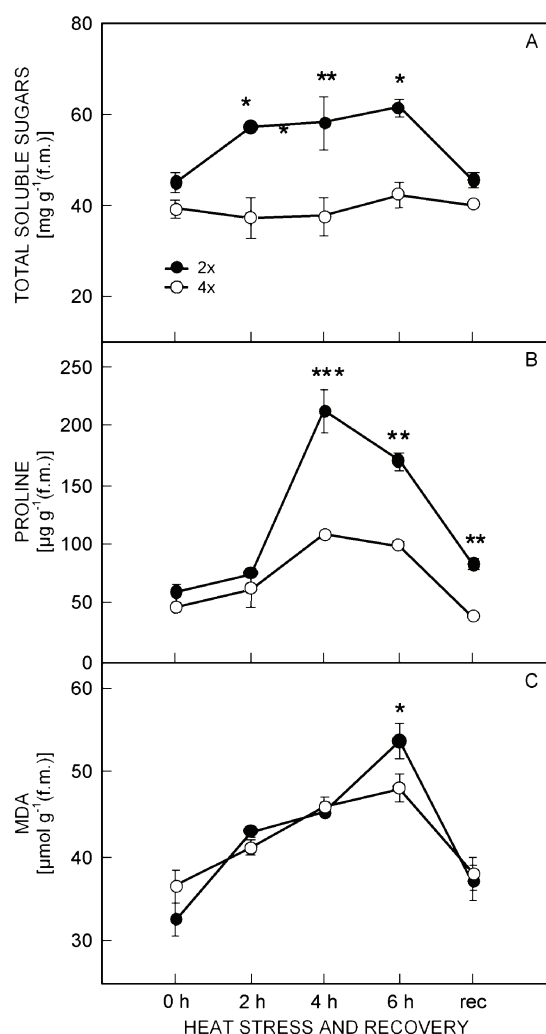 A
80
60
40
20
TOTAL SOLUBLE SUGARS
[mg g-1(f.m.)]
*
*
**
*
2x
4x
B
250
200
150
100
50
0
PROLINE
[µg g-1(f.m.)]
***
**
**
C
60
50
40
30
MDA
[µmol g-1(f.m.)]
*
0 h 2 h 4 h 6 h rec
HEAT STRESS AND RECOVERY